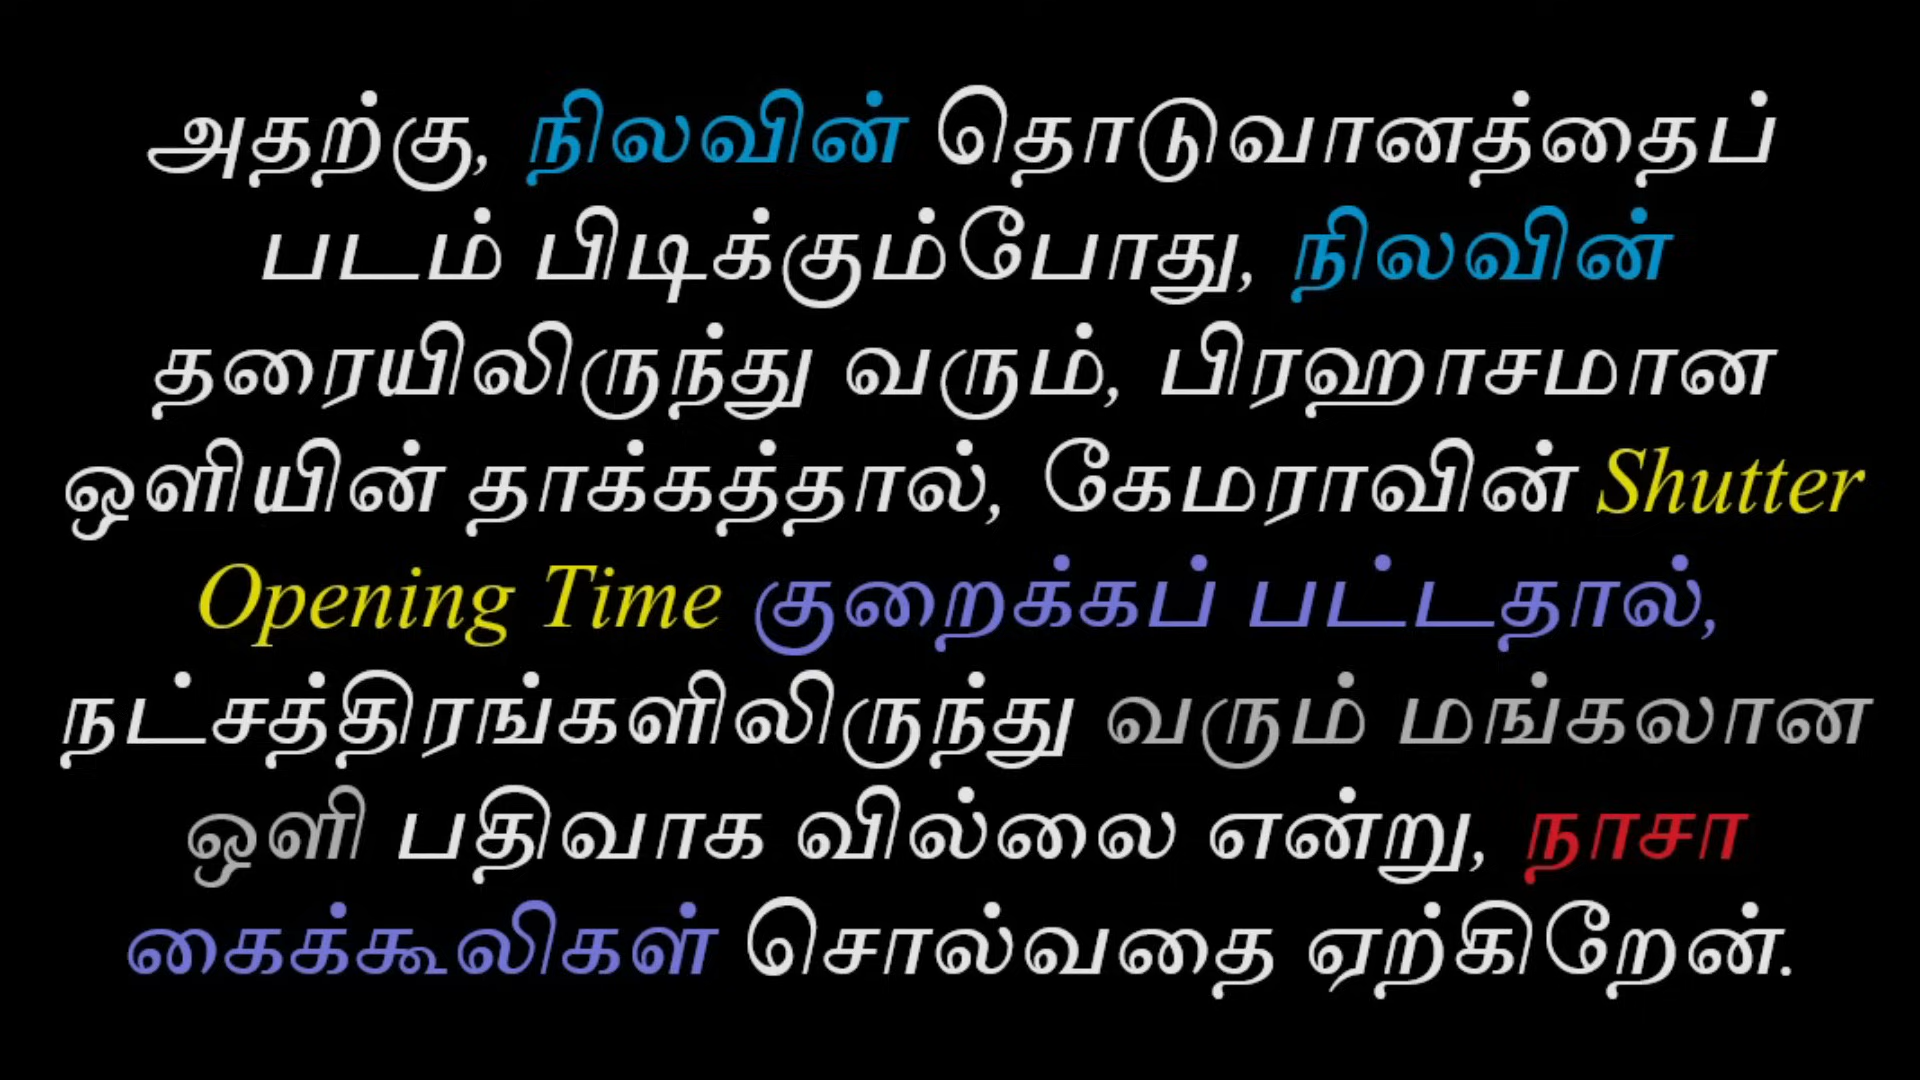 அதற்கு, நிலவின் தொடுவானத்தைப்
படம் பிடிக்கும்போது, நிலவின்
தரையிலிருந்து வரும், பிரஹாசமான
ஒளியின் தாக்கத்தால், கேமராவின் Shutter
Opening Time குறைக்கப் பட்டதால்,
நட்சத்திரங்களிலிருந்து வரும் மங்கலான
ஒளி பதிவாக வில்லை என்று, நாசா
கைக்கூலிகள் சொல்வதை ஏற்கிறேன்.